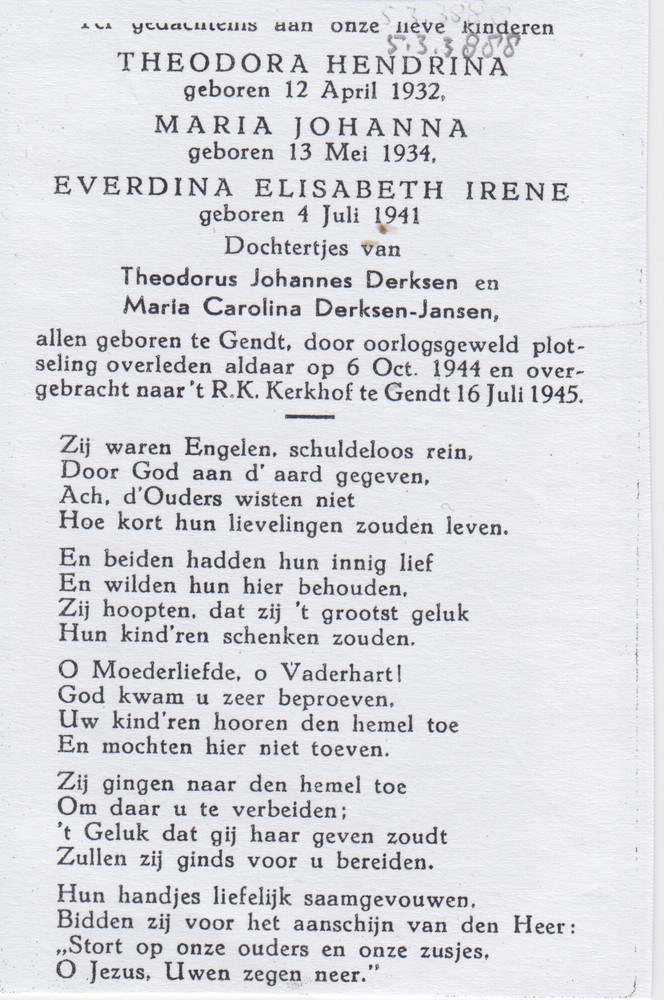 Ter gedachtenis aan onze lieve kinderen
5.3.3888
THEODORA HENDRINA
geboren 12 April 1932,
MARIA JOHANNA
geboren 13 Mei 1934,
EVERDINA ELISABETH IRENE
geboren 4 Juli 1941
Dochtertjes van
Theodorus Johannes Derksen en
Maria Carolina Derksen-Jansen,
allen geboren te Gendt, door oorlogsgeweld plot-
seling overleden aldaar op 6 Oct. 1944 en over-
gebracht naar 't R.K. Kerkhof te Gendt 16 Juli 1945.
Zij waren Engelen, schuldeloos rein,
Door God aan d' aard gegeven,
Ach, d'Ouders wisten niet
Hoe kort hun lievelingen zouden leven.
En beiden hadden hun innig lief
En wilden hun hier behouden,
Zij hoopten, dat zij 't grootst geluk
Hun kind'ren schenken zouden.
O Moederliefde, o Vaderhart!
God kwam u zeer beproeven,
Uw kind'ren hooren den hemel toe
En mochten hier niet toeven.
Zij gingen naar den hemel toe
Om daar u te verbeiden;
't Geluk dat gij haar geven zoudt
Zullen zij ginds voor u bereiden.
Hun handjes liefelijk saamgevouwen,
Bidden zij voor het aanschijn van den Heer:
„Stort op onze ouders en onze zusjes,
O Jezus, Uwen zegen neer."